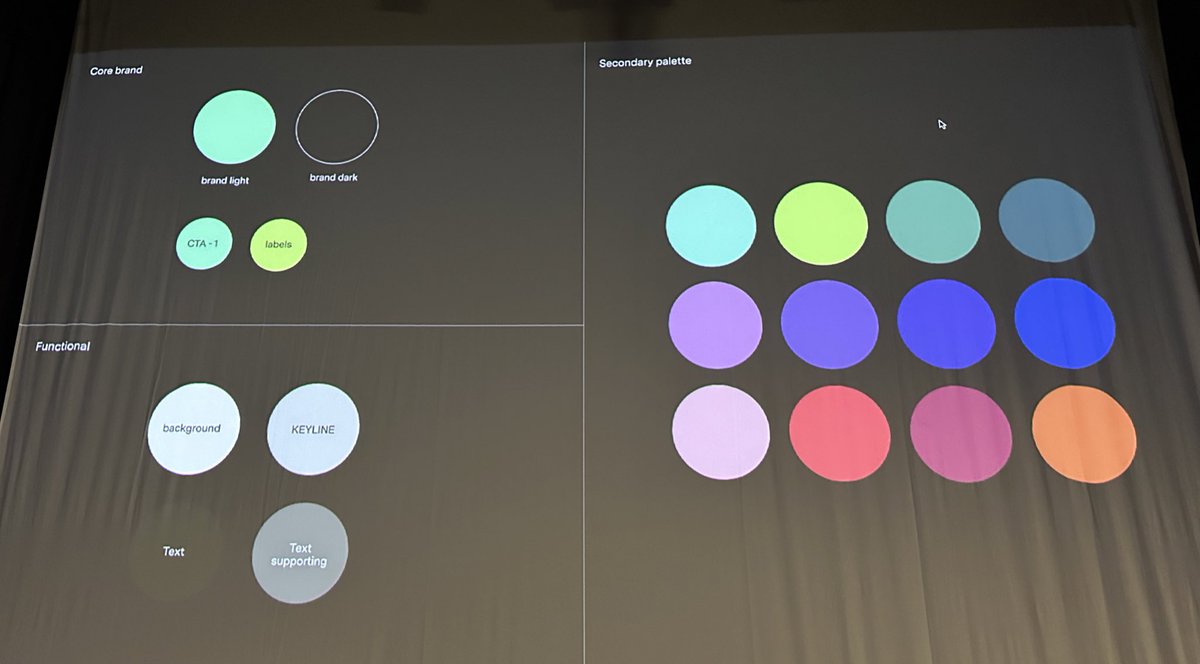 Core brand
brand light
brand dark
CTA - 1
labels
Functional
background
KEYLINE
Text
Text
supporting
Secondary palette